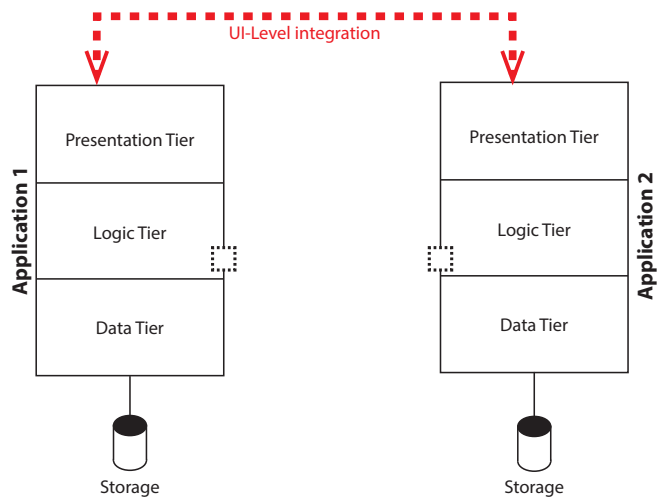 UI-Level integration
Application 1
Presentation Tier
Logic Tier
Data Tier
Storage
Application 2
Presentation Tier
Logic Tier
Data Tier
Storage